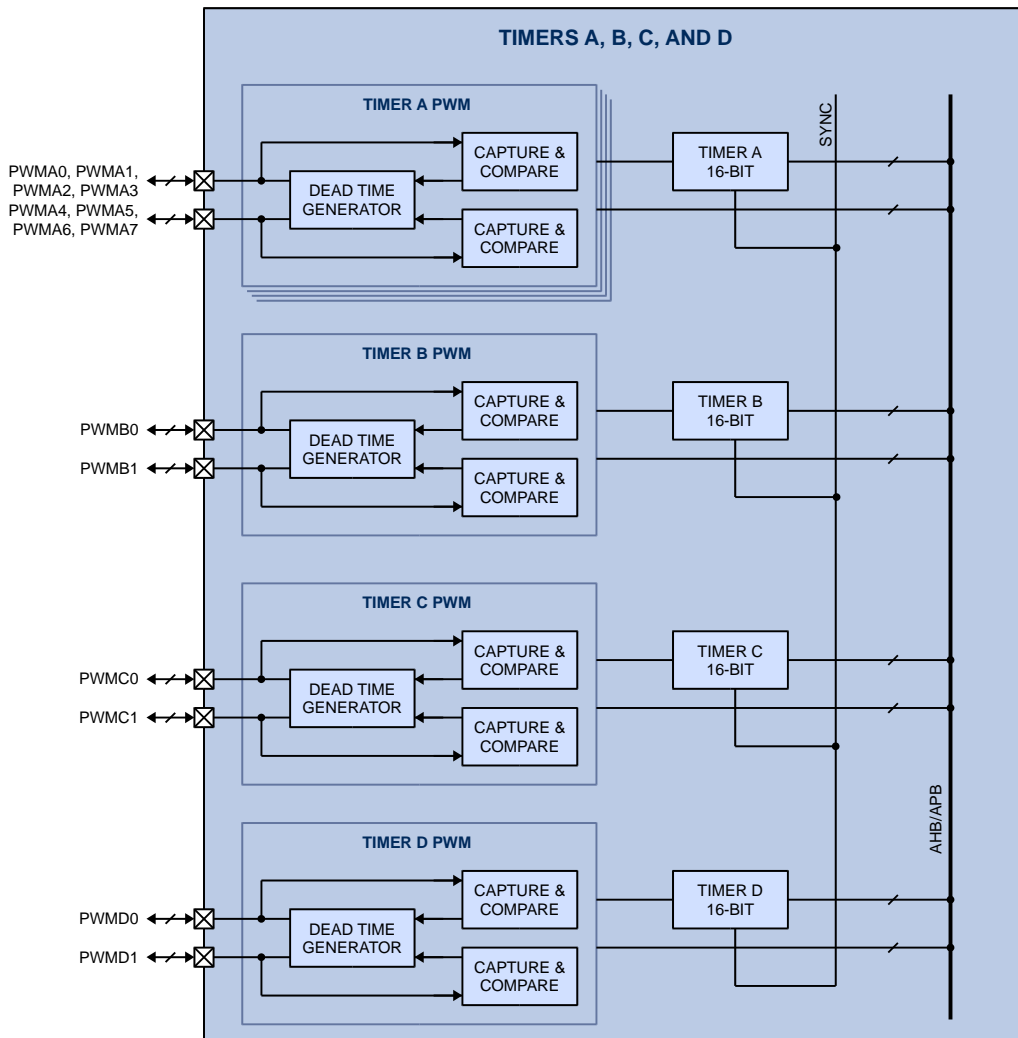 TIMERS A, B, C, AND D
TIMER A PWM
SYNC
PWMA0, PWMA1,
PWMA2, PWMA3
PWMA4, PWMA5,
PWMA6, PWMA7
DEAD TIME
GENERATOR
CAPTURE &
COMPARE
CAPTURE &
COMPARE
TIMER A
16-BIT
TIMER B PWM
PWMB0
PWMB1
DEAD TIME
GENERATOR
CAPTURE &
COMPARE
CAPTURE &
COMPARE
TIMER B
16-BIT
TIMER C PWM
PWMC0
PWMC1
DEAD TIME
GENERATOR
CAPTURE &
COMPARE
CAPTURE &
COMPARE
TIMER C
16-BIT
AHB/APB
TIMER D PWM
PWMD0
PWMD1
DEAD TIME
GENERATOR
CAPTURE &
COMPARE
CAPTURE &
COMPARE
TIMER D
16-BIT